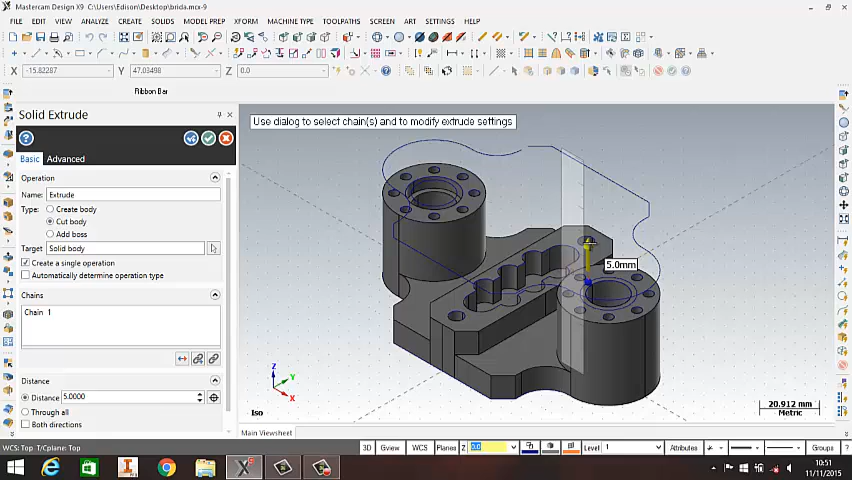 Mastercam Design X9 C:\Users\Edison\Desktop\brida.mcx-9
FILE EDIT VIEW ANALYZE CREATE SOLIDS MODEL PREP XFORM MACHINE TYPE TOOLPATHS SCREEN ART SETTINGS HELP
X -15.82287 Y 47.03498 Z 0.0
Ribbon Bar
Solid Extrude
Use dialog to select chain(s) and to modify extrude settings
Basic Advanced
Operation
Name: Extrude
Type: Create body
Cut body
Add boss
Target Solid body
Create a single operation
Automatically determine operation type
Chains
Chain 1
Distance
Distance 5.0000
Through all
Both directions
5.0mm
Z
Y
X
Iso
20.912 mm
Metric
Main Viewsheet
WCS: Top T/Cplane: Top
3D Gview WCS Planes Z 0.0 Level 1 Attributes Groups
10:51
11/11/2015